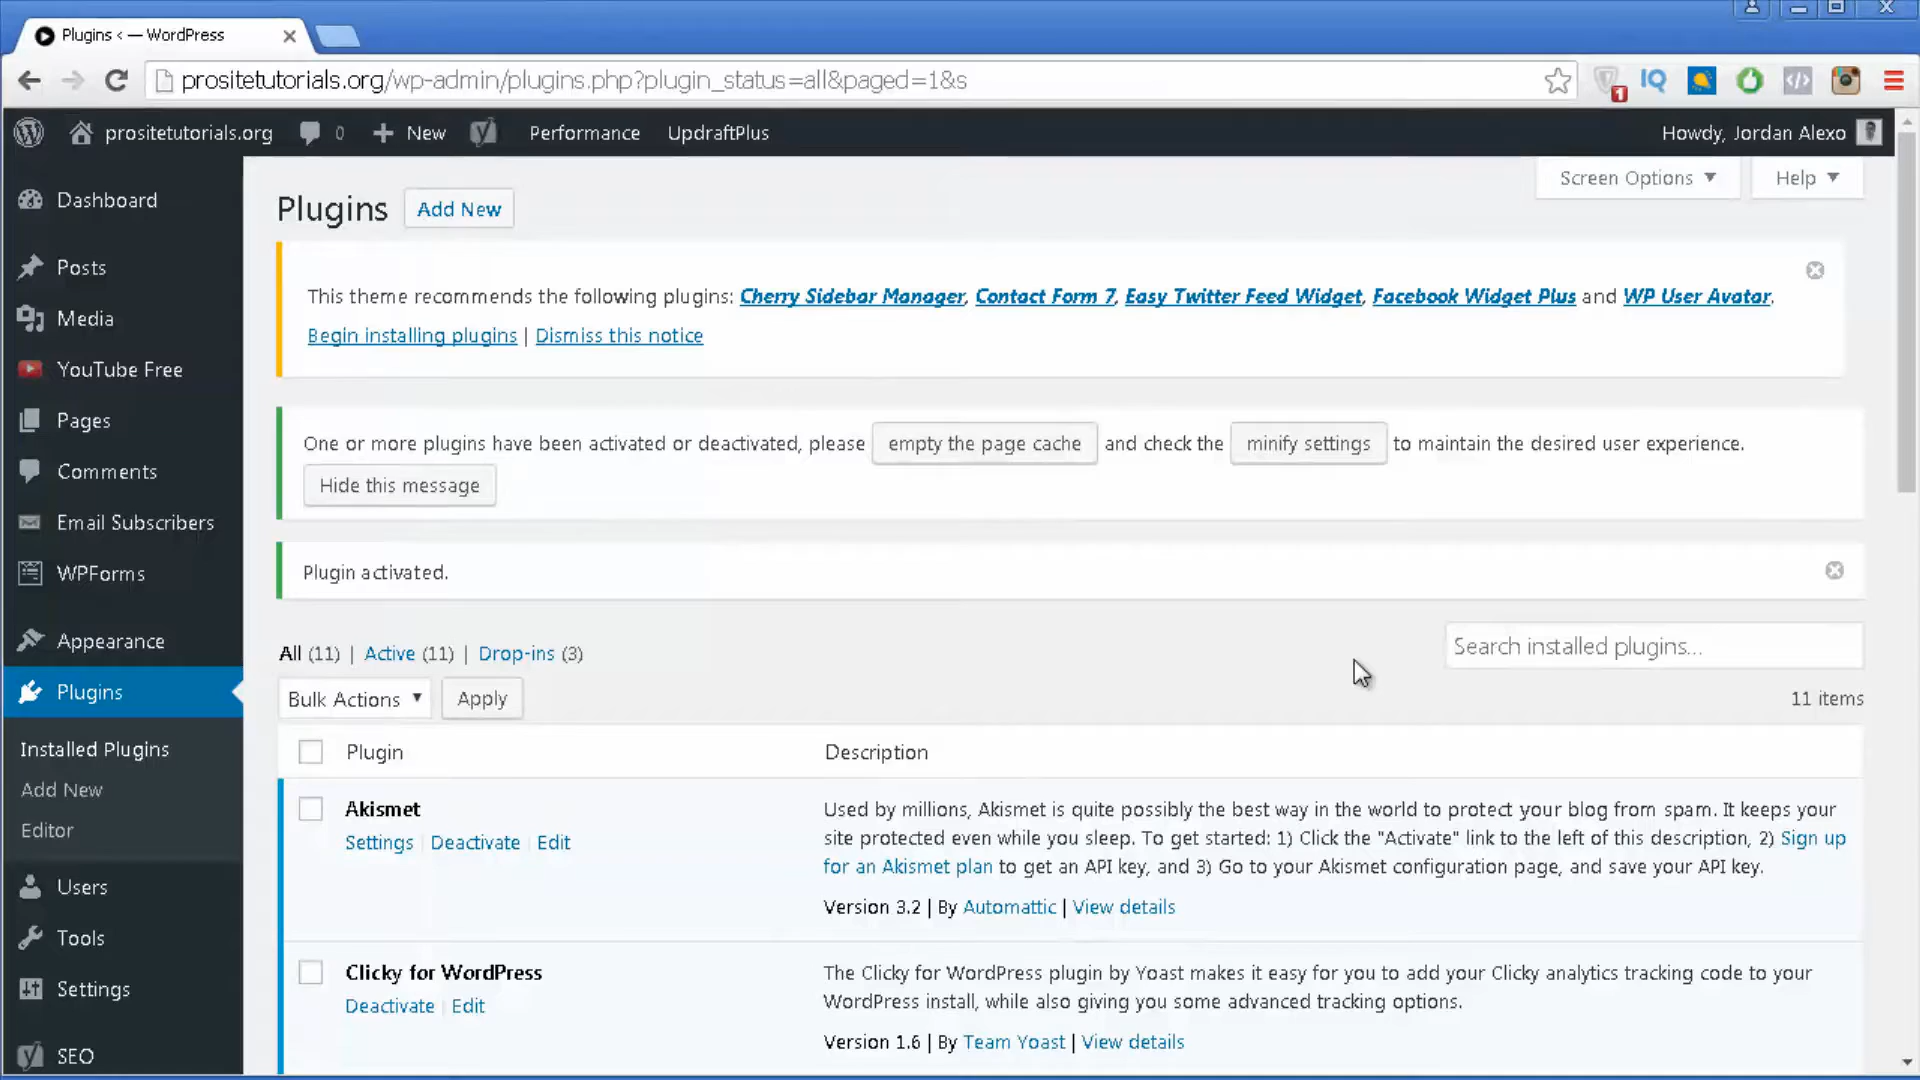 Plugins < — WordPress
prositetutorials.org/wp-admin/plugins.php?plugin_status=all&paged=1&s
1
IQ
prositetutorials.org
0
New
Performance
UpdraftPlus
Howdy, Jordan Alexo
Dashboard
Posts
Media
YouTube Free
Pages
Comments
Email Subscribers
WPForms
Appearance
Plugins
Installed Plugins
Add New
Editor
Users
Tools
Settings
SEO
Screen Options
Help
Plugins
Add New
This theme recommends the following plugins: Cherry Sidebar Manager, Contact Form 7, Easy Twitter Feed Widget, Facebook Widget Plus and WP User Avatar.
Begin installing plugins | Dismiss this notice
One or more plugins have been activated or deactivated, please empty the page cache and check the minify settings to maintain the desired user experience.
Hide this message
Plugin activated.
All (11) | Active (11) | Drop-ins (3)
Search installed plugins...
Bulk Actions
Apply
11 items
Plugin
Description
Akismet
Settings | Deactivate | Edit
Used by millions, Akismet is quite possibly the best way in the world to protect your blog from spam. It keeps your
site protected even while you sleep. To get started: 1) Click the "Activate" link to the left of this description, 2) Sign up
for an Akismet plan to get an API key, and 3) Go to your Akismet configuration page, and save your API key.
Version 3.2 | By Automattic | View details
Clicky for WordPress
Deactivate | Edit
The Clicky for WordPress plugin by Yoast makes it easy for you to add your Clicky analytics tracking code to your
WordPress install, while also giving you some advanced tracking options.
Version 1.6 | By Team Yoast | View details